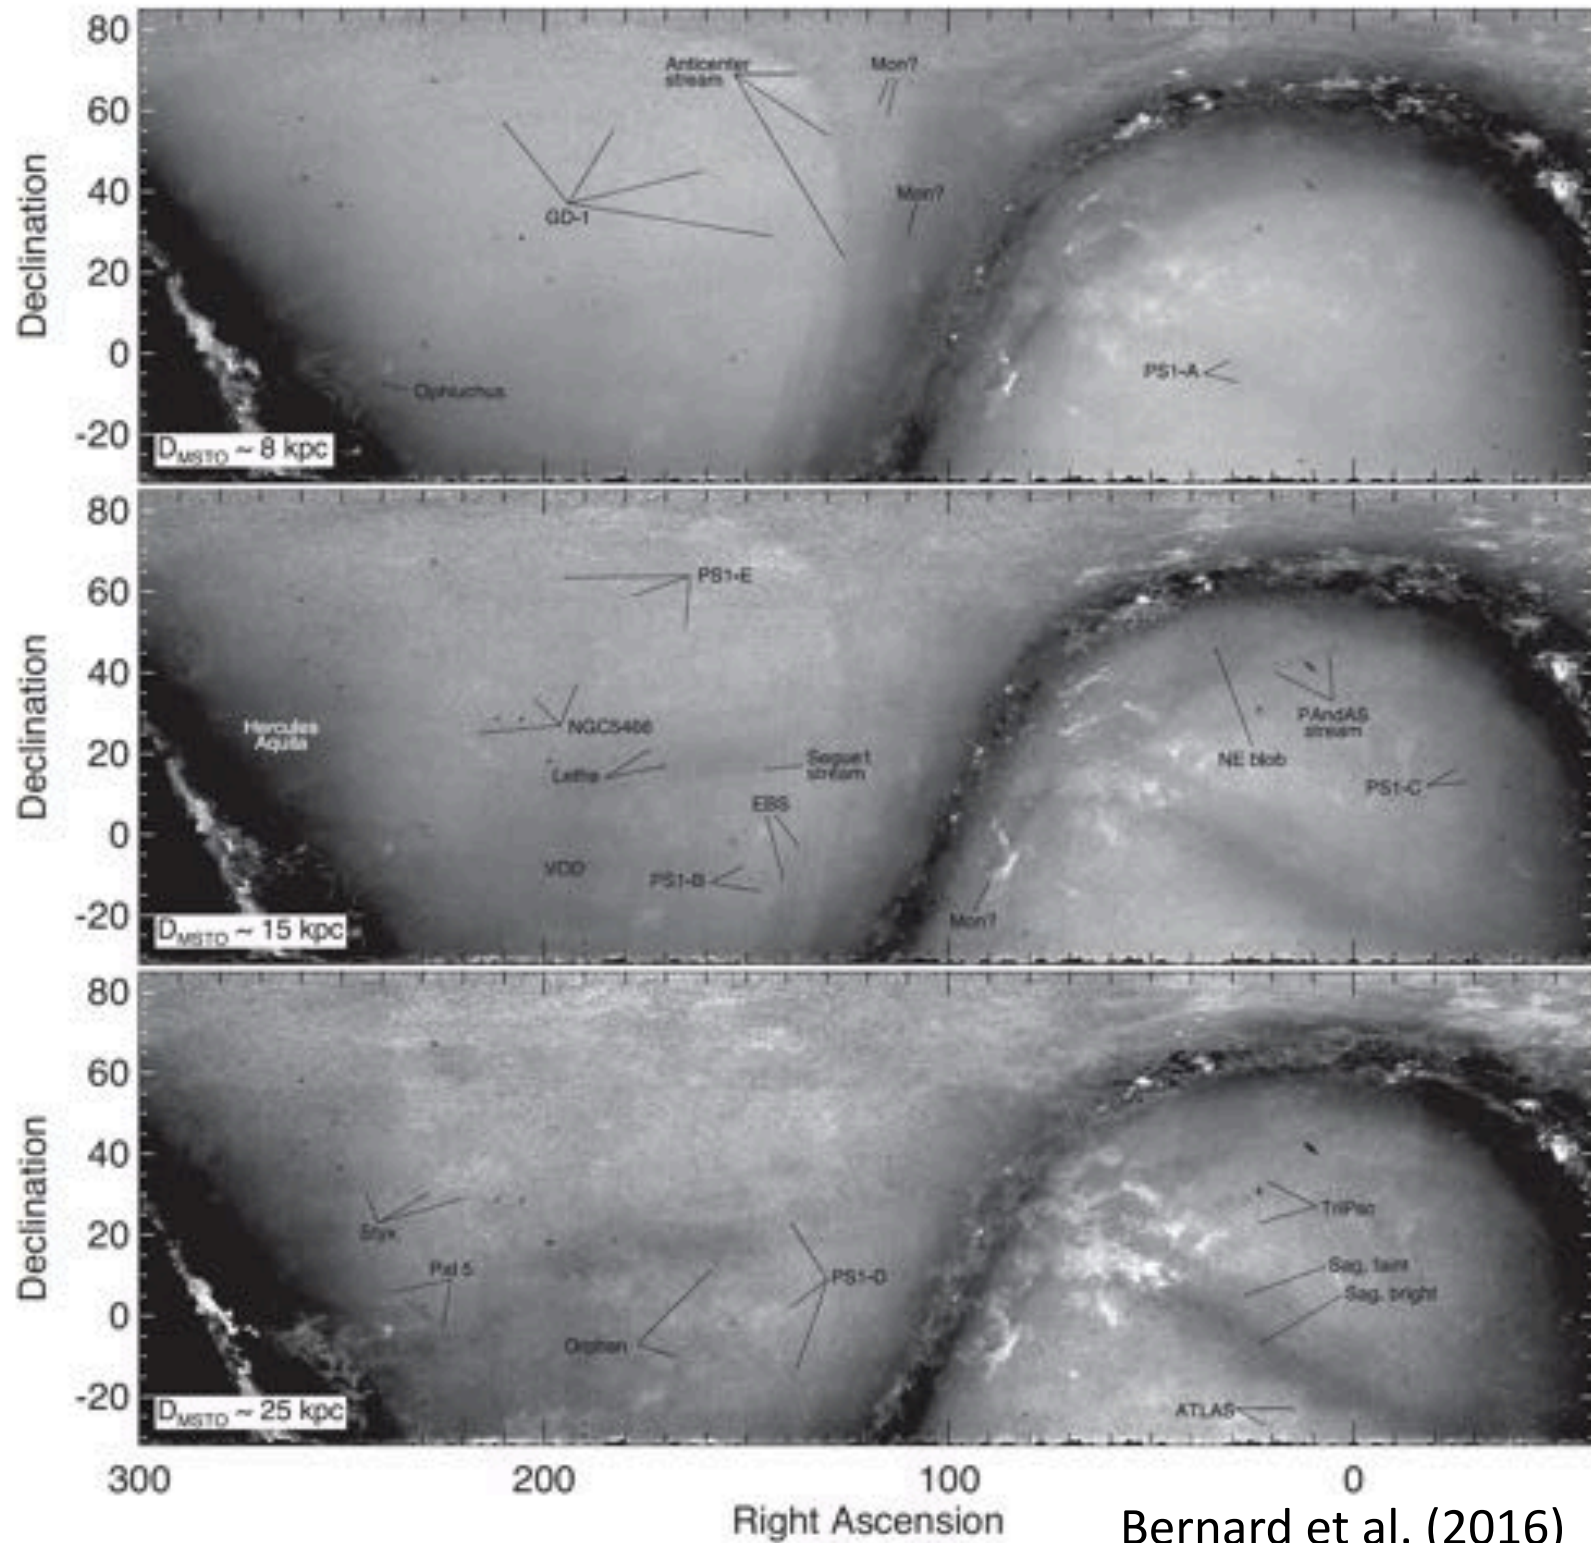 80
60
40
20
0
-20
Declination
Anticenter
stream
Mon?
Mon?
GD-1
Ophiuchus
PS1-A
D_MSTO ~ 8 kpc
80
60
40
20
0
-20
Declination
PS1-E
Hercules
Aquila
NGC5466
Lethe
Segue1
stream
EBS
VOD
PS1-B
Mon?
NE blob
PAndAS
stream
PS1-C
D_MSTO ~ 15 kpc
80
60
40
20
0
-20
Declination
Styx
Pal 5
Orphan
PS1-D
TriPsc
Sag. faint
Sag. bright
ATLAS
D_MSTO ~ 25 kpc
300
200
100
0
Right Ascension
Bernard et al. (2016)